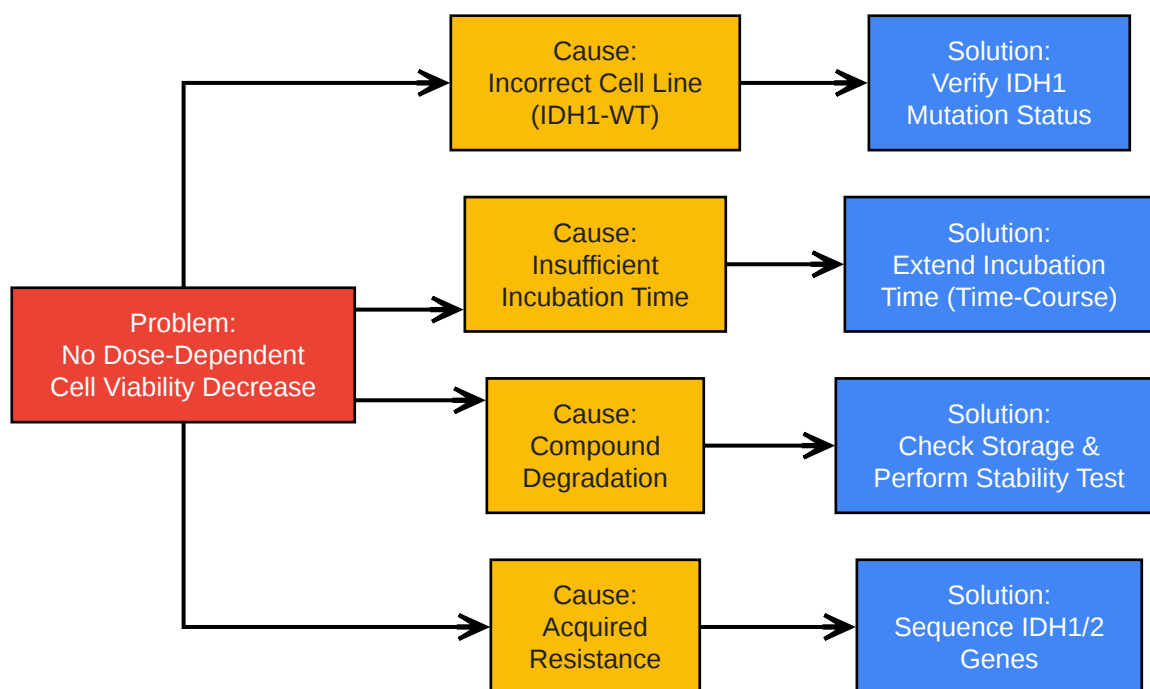 Problem:
No Dose-Dependent
Cell Viability Decrease
Cause:
Incorrect Cell Line
(IDH1-WT)
Solution:
Verify IDH1
Mutation Status
Cause:
Insufficient
Incubation Time
Solution:
Extend Incubation
Time (Time-Course)
Cause:
Compound
Degradation
Solution:
Check Storage &
Perform Stability Test
Cause:
Acquired
Resistance
Solution:
Sequence IDH1/2
Genes